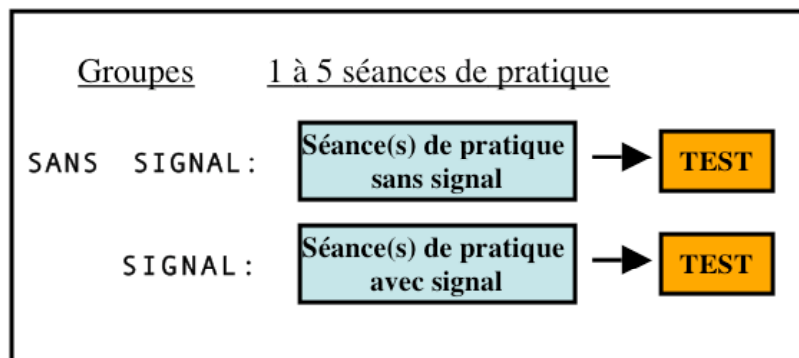 Groupes 1 à 5 séances de pratique
Séance(s) de pratique
SANS SIGNAL: sans signal TEST
Séance(s) de pratique
SIGNAL: avec signal TEST